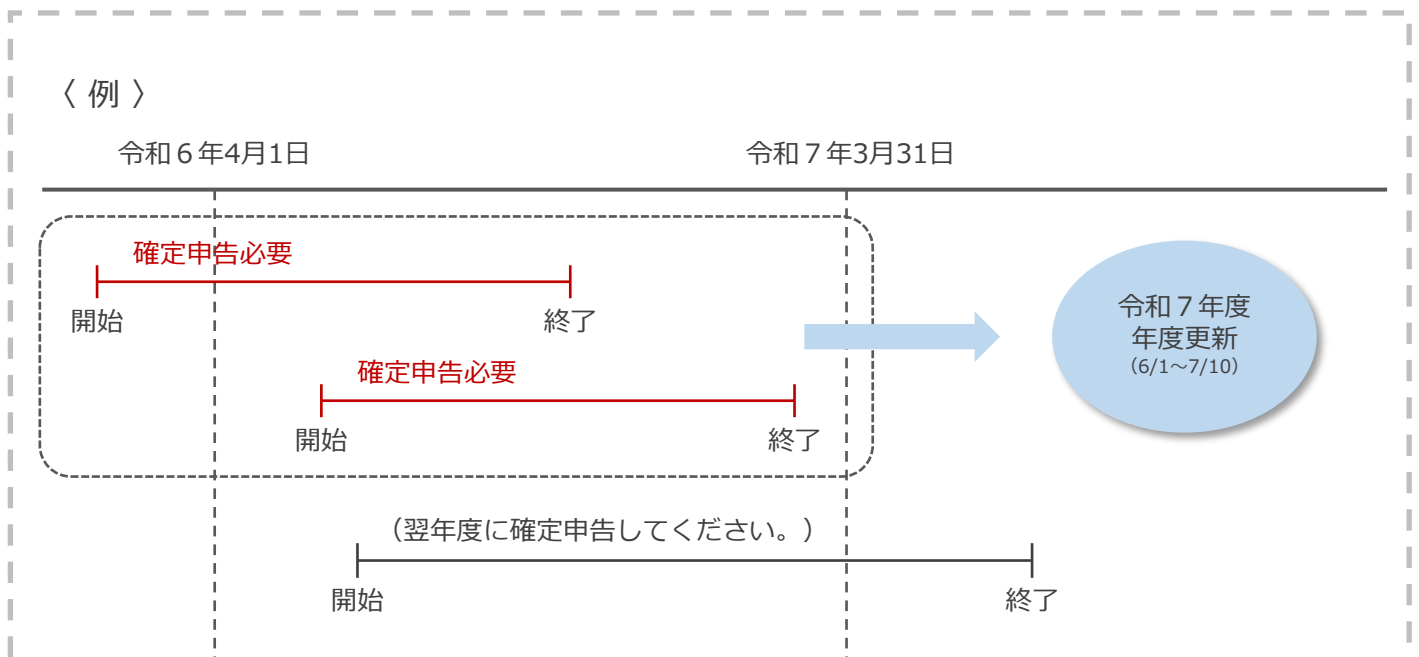 〈 例 〉
令和６年4月1日
令和７年3月31日
確定申告必要
開始
終了
確定申告必要
開始
終了
令和７年度
年度更新
（6/1～7/10）
（翌年度に確定申告してください。）
開始
終了